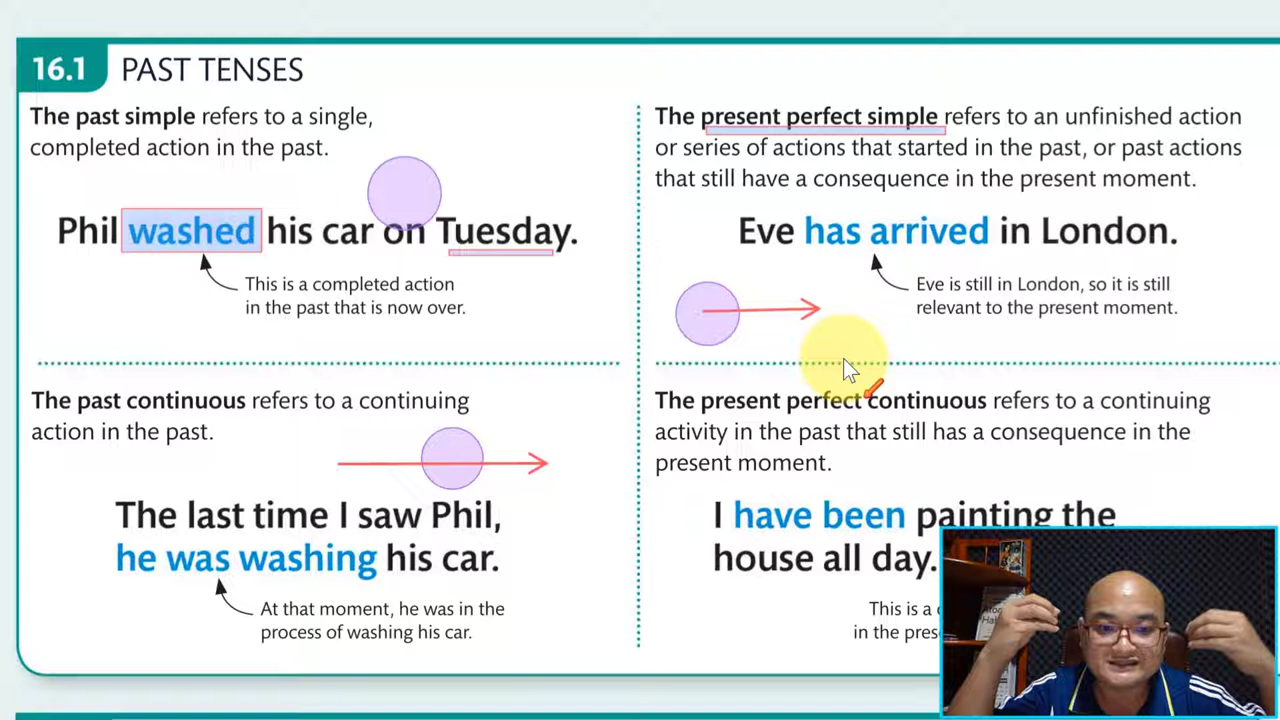 16.1 PAST TENSES
The past simple refers to a single,
completed action in the past.
Phil washed his car on Tuesday.
This is a completed action
in the past that is now over.
The present perfect simple refers to an unfinished action
or series of actions that started in the past, or past actions
that still have a consequence in the present moment.
Eve has arrived in London.
Eve is still in London, so it is still
relevant to the present moment.
The past continuous refers to a continuing
action in the past.
The last time I saw Phil,
he was washing his car.
At that moment, he was in the
process of washing his car.
The present perfect continuous refers to a continuing
activity in the past that still has a consequence in the
present moment.
I have been painting the
house all day.
This is a
in the